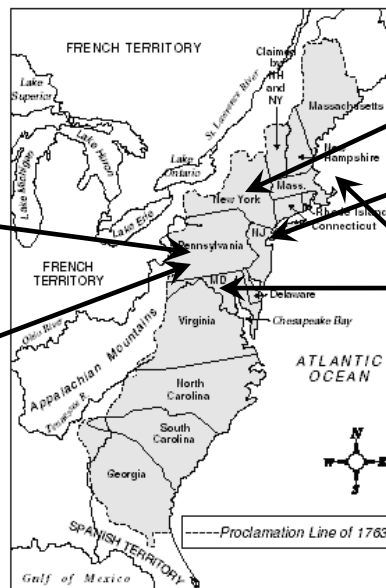 FRENCH TERRITORY
Claimed
by
NH
and
NY
Lake
Superior
St. Lawrence River
Massachusetts
Lake Huron
Lake Michigan
Lake
Ontario
New
Hampshire
Mass.
New York
Lake Erie
Rhode Island
Connecticut
Pennsylvania
NJ
FRENCH
TERRITORY
MD
Delaware
Ohio River
Virginia
Chesapeake Bay
Appalachian Mountains
Tennessee R.
ATLANTIC
OCEAN
North
Carolina
South
Carolina
Georgia
N
W
E
S
SPANISH TERRITORY
Proclamation Line of 1763
Gulf of Mexico